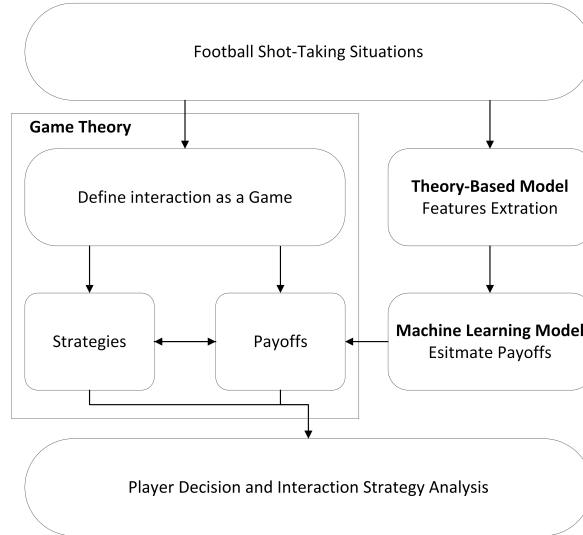 Football Shot-Taking Situations
Game Theory
Define interaction as a Game
Theory-Based Model
Features Extration
Strategies
Payoffs
Machine Learning Model
Esitmate Payoffs
Player Decision and Interaction Strategy Analysis